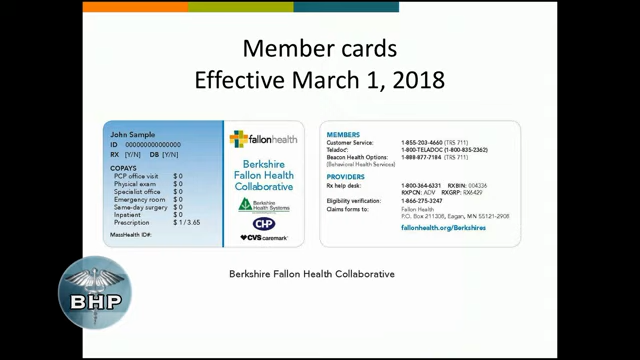 Member cards
Effective March 1, 2018
John Sample
ID 00000000000000
RX [Y/N] DB [Y/N]
COPAYS
PCP office visit $ 0
Physical exam $ 0
Specialist office $ 0
Emergency room $ 0
Same-day surgery $ 0
Inpatient $ 0
Prescription $ 1 / 3.65
MassHealth ID#:
fallonhealth
Berkshire
Fallon Health
Collaborative
Berkshire
Health Systems
CHP
CVS caremark
MEMBERS
Customer Service: 1-855-203-4660 (TRS 711)
Teladoc: 1-800-TELADOC (1-800-835-2362)
Beacon Health Options: 1-888-877-7184 (TRS 711)
(Behavioral Health Services)
PROVIDERS
Rx help desk: 1-800-364-6331 RXBIN: 004336
RXPCN: ADV RXGRP: RX6429
Eligibility verification: 1-866-275-3247
Claims forms to: Fallon Health
P.O. Box 211308, Eagan, MN 55121-2908
fallonhealth.org/Berkshires
Berkshire Fallon Health Collaborative
BHP